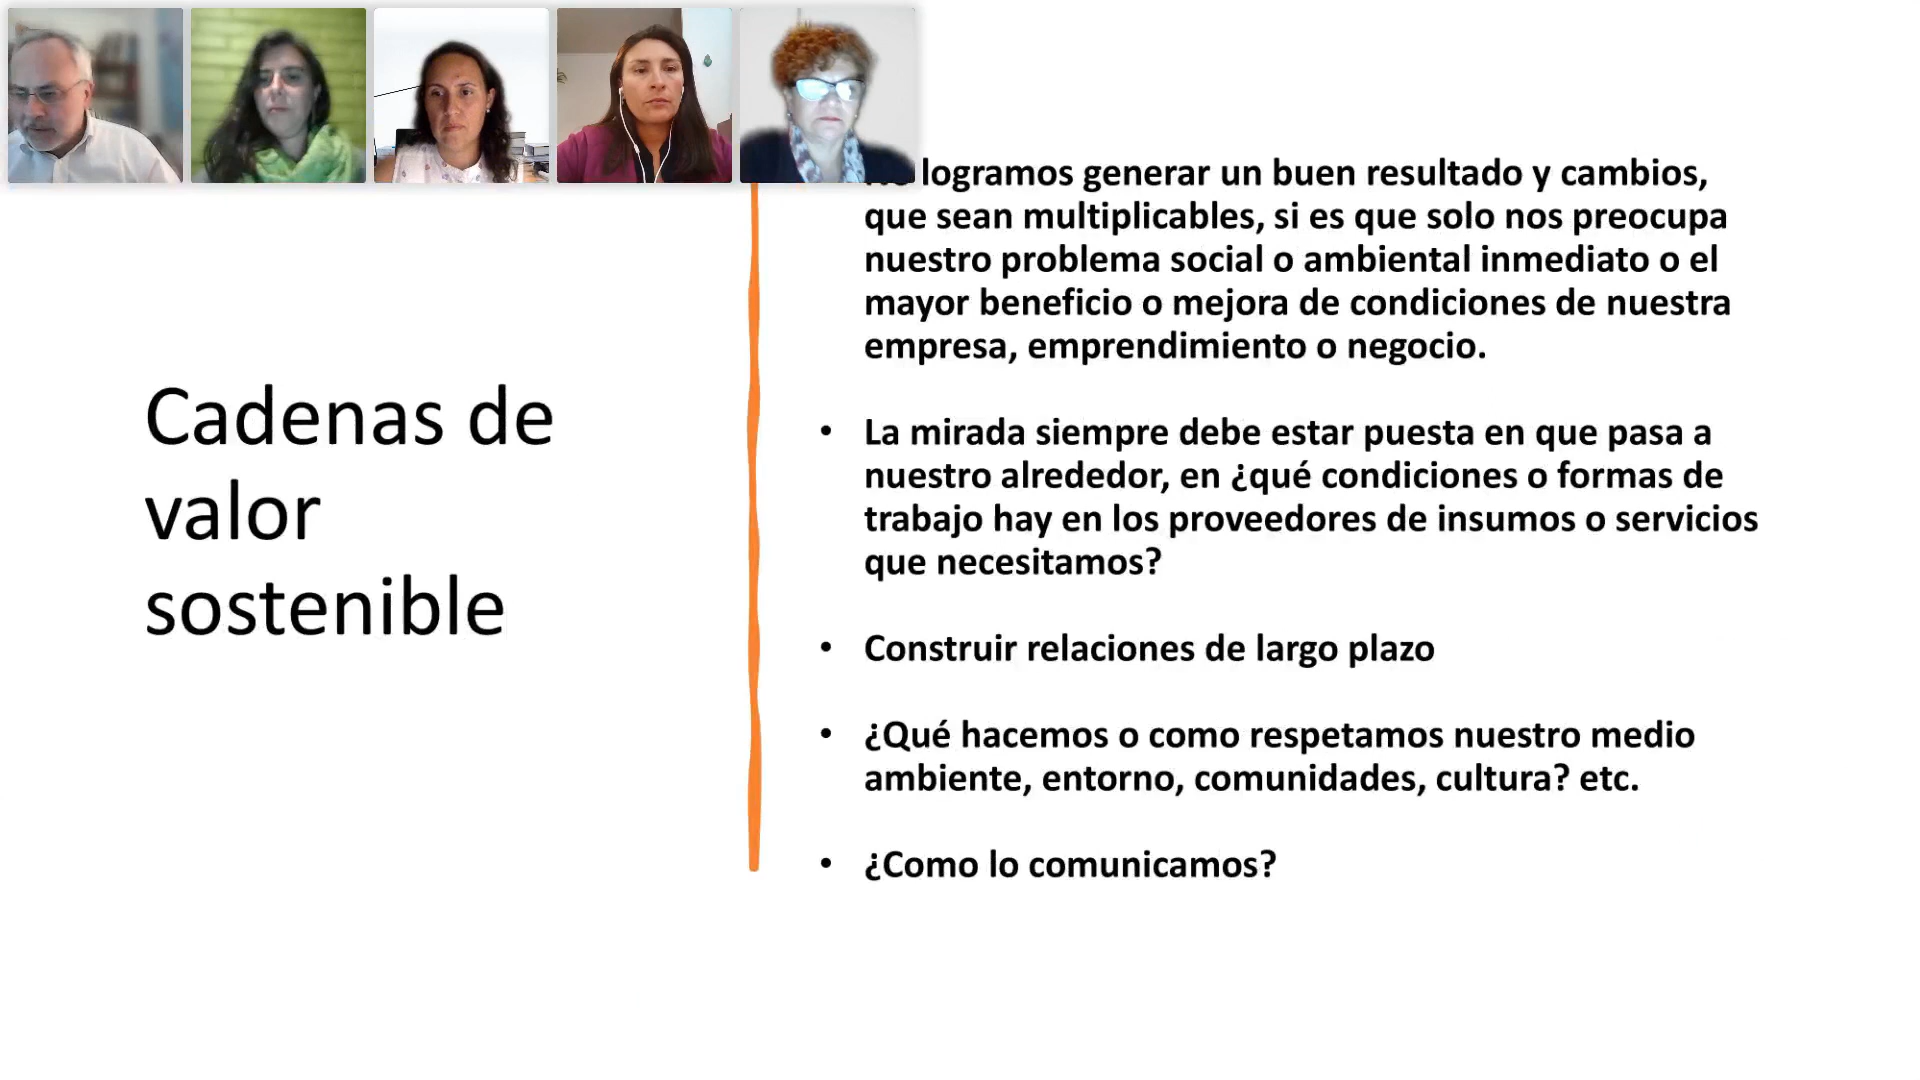 Cadenas de
valor
sostenible
logramos generar un buen resultado y cambios,
que sean multiplicables, si es que solo nos preocupa
nuestro problema social o ambiental inmediato o el
mayor beneficio o mejora de condiciones de nuestra
empresa, emprendimiento o negocio.
• La mirada siempre debe estar puesta en que pasa a
nuestro alrededor, en ¿qué condiciones o formas de
trabajo hay en los proveedores de insumos o servicios
que necesitamos?
• Construir relaciones de largo plazo
• ¿Qué hacemos o como respetamos nuestro medio
ambiente, entorno, comunidades, cultura? etc.
• ¿Como lo comunicamos?